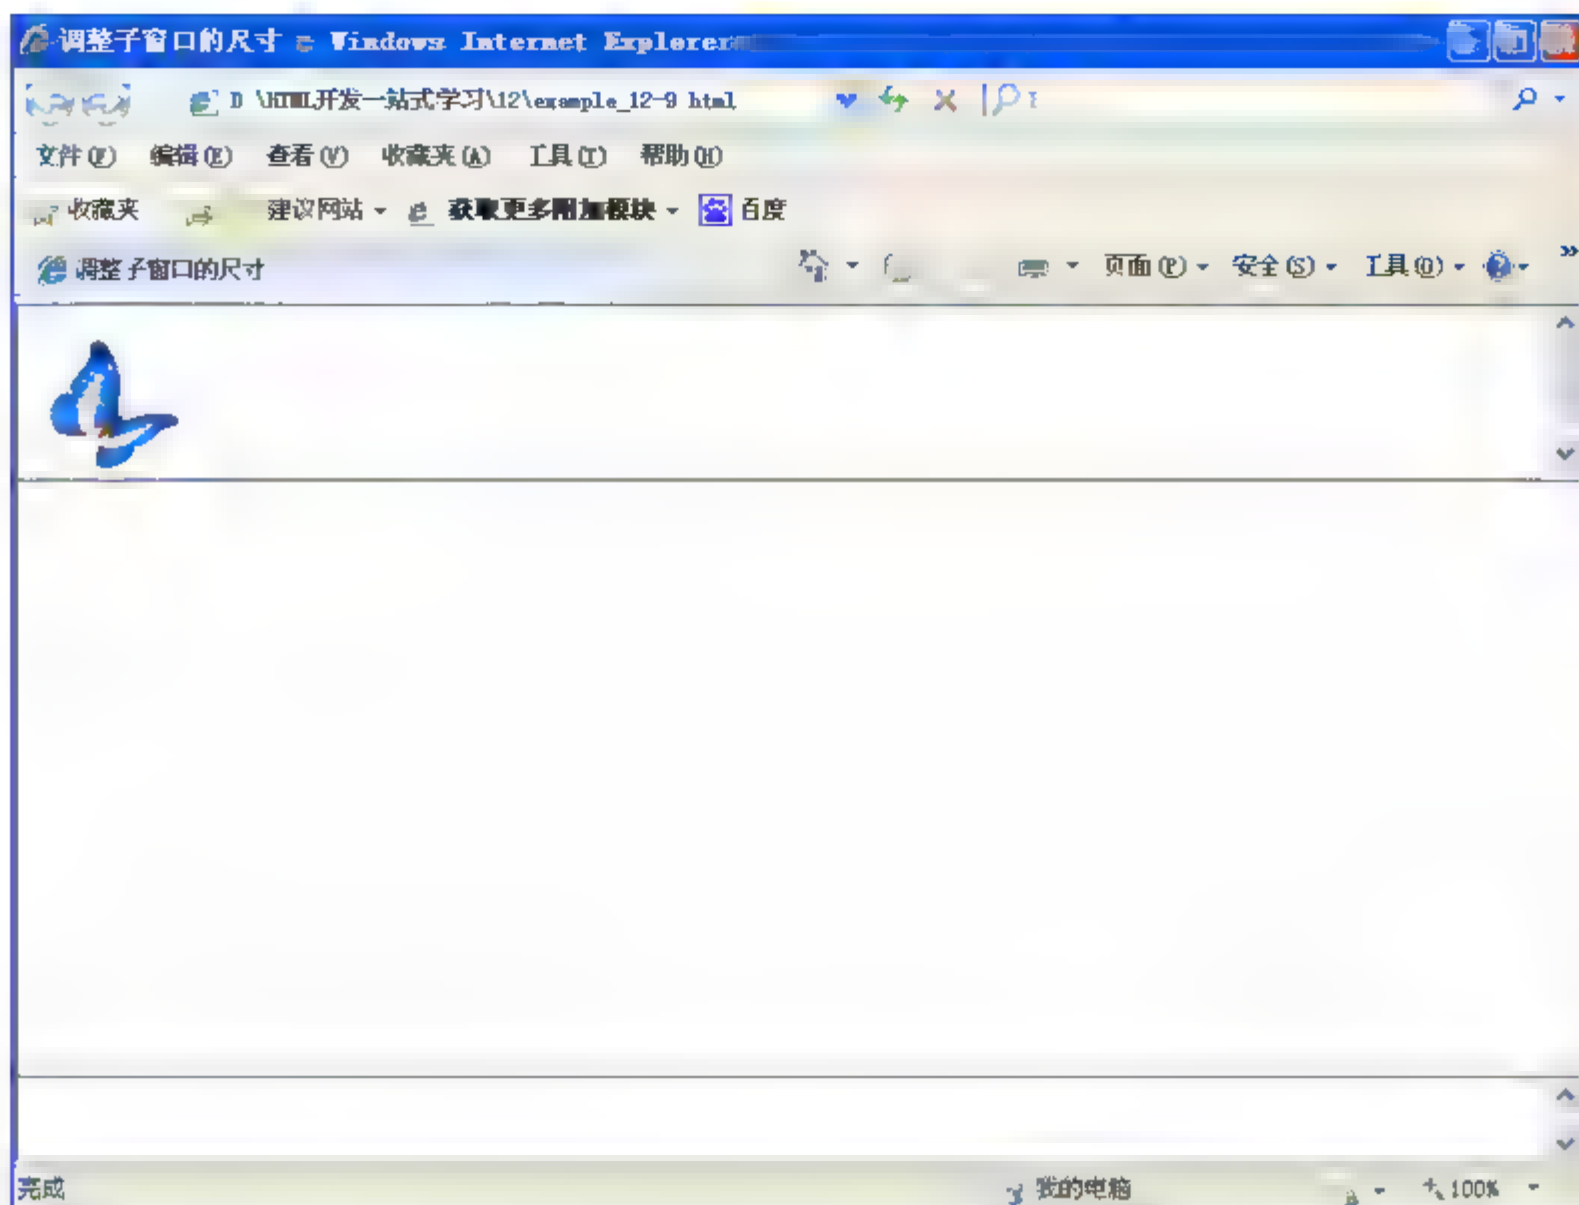 调整子窗口的尺寸 - Windows Internet Explorer
D:\HTML开发一站式学习\12\example_12-9.html
文件(F) 编辑(E) 查看(V) 收藏夹(A) 工具(T) 帮助(H)
收藏夹 建议网站 获取更多附加模块 百度
调整子窗口的尺寸 页面(P) 安全(S) 工具(O)
完成 我的电脑 100%